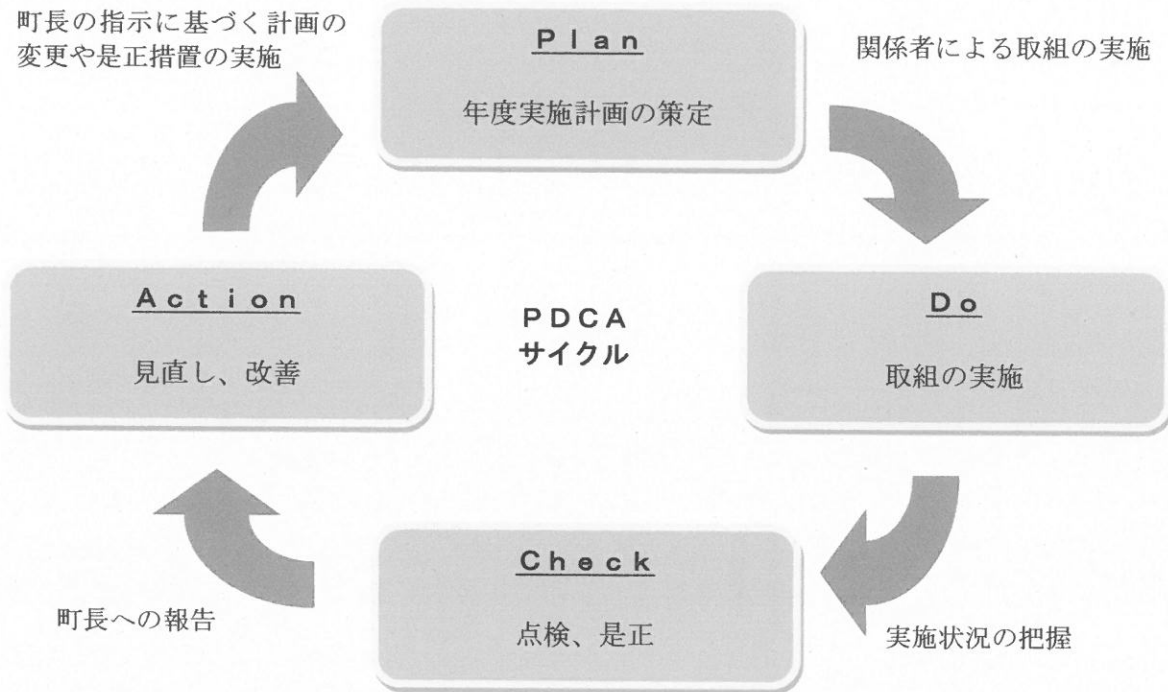 町長の指示に基づく計画の
変更や是正措置の実施
Ｐｌａｎ
年度実施計画の策定
関係者による取組の実施
Ａｃｔｉｏｎ
見直し、改善
ＰＤＣＡ
サイクル
Ｄｏ
取組の実施
町長への報告
Ｃｈｅｃｋ
点検、是正
実施状況の把握